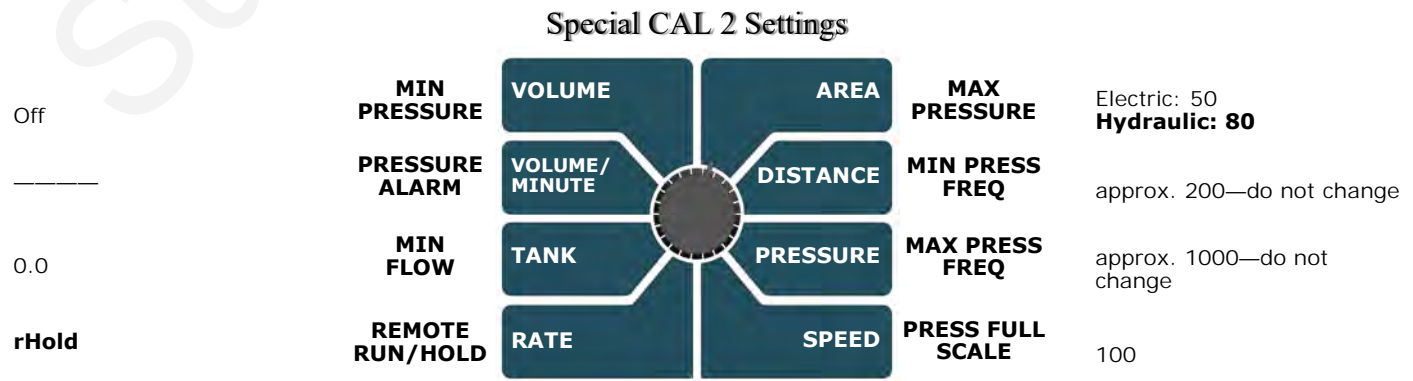 Special CAL 2 Settings
Off
MIN
PRESSURE
VOLUME
AREA
MAX
PRESSURE
Electric: 50
Hydraulic: 80
————
PRESSURE
ALARM
VOLUME/
MINUTE
DISTANCE
MIN PRESS
FREQ
approx. 200—do not change
0.0
MIN
FLOW
TANK
PRESSURE
MAX PRESS
FREQ
approx. 1000—do not
change
rHold
REMOTE
RUN/HOLD
RATE
SPEED
PRESS FULL
SCALE
100